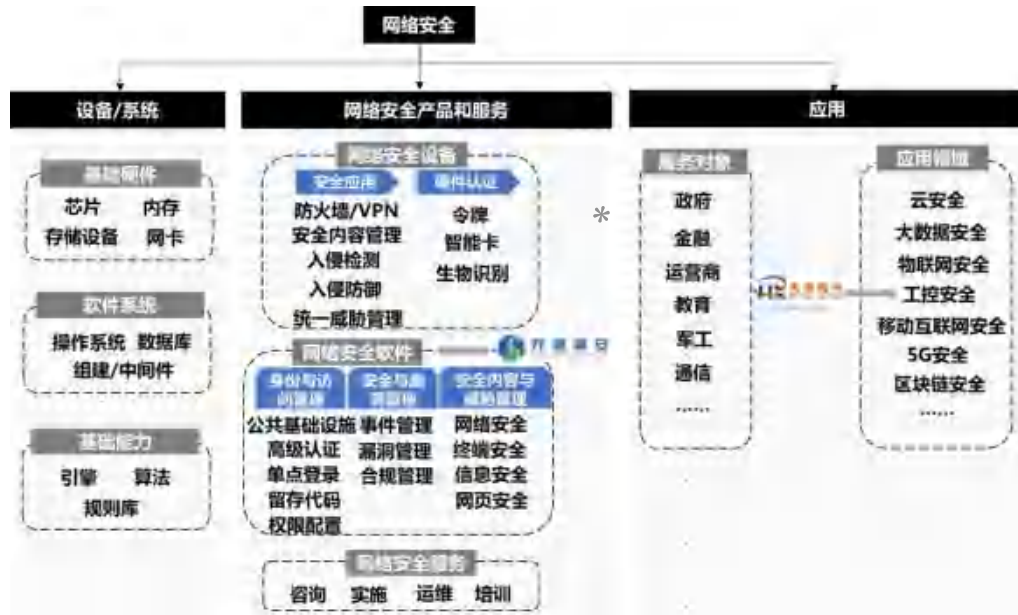 网络安全
设备/系统
网络安全产品和服务
应用
基础硬件
芯片 内存
存储设备 网卡
软件系统
操作系统 数据库
组建/中间件
基础能力
引擎 算法
规则库
网络安全设备
安全应用 硬件认证
防火墙/VPN
安全内容管理
入侵检测
入侵防御
统一威胁管理
令牌
智能卡
生物识别
*
网络安全软件
身份与访问管理
公共基础设施
高级认证
单点登录
留存代码
权限配置
事件管理
漏洞管理
合规管理
安全内容与威胁管理
网络安全
终端安全
信息安全
网页安全
网络安全服务
咨询 实施 运维 培训
服务对象
政府
金融
运营商
教育
军工
通信
......
应用领域
云安全
大数据安全
物联网安全
工控安全
移动互联网安全
5G安全
区块链安全
......